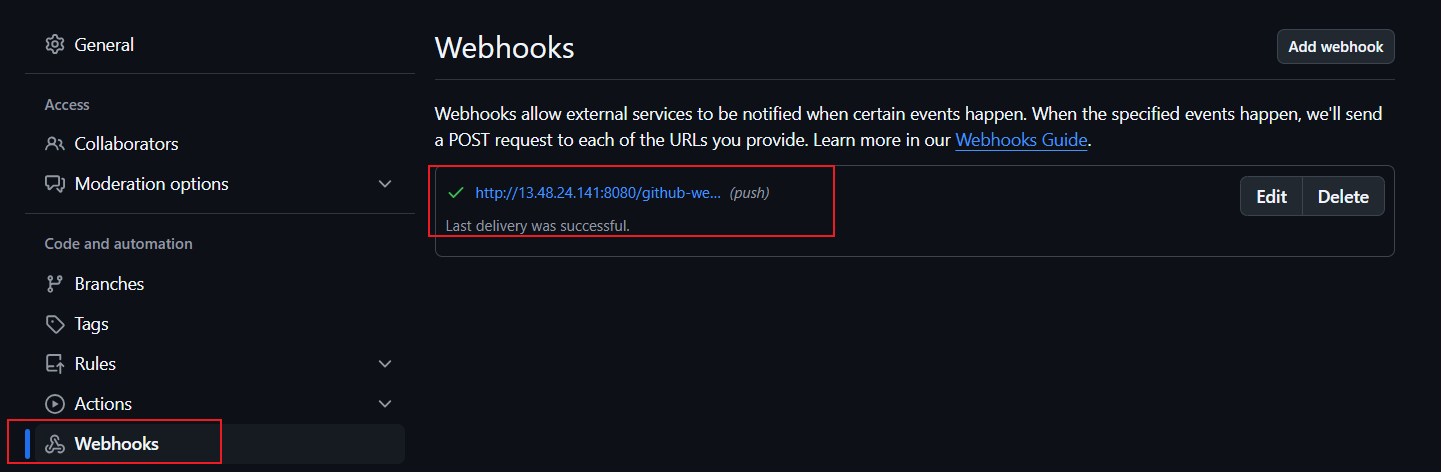 General
Access
Collaborators
Moderation options
Code and automation
Branches
Tags
Rules
Actions
Webhooks
Webhooks
Add webhook
Webhooks allow external services to be notified when certain events happen. When the specified events happen, we'll send
a POST request to each of the URLs you provide. Learn more in our Webhooks Guide.
http://13.48.24.141:8080/github-we... (push)
Last delivery was successful.
Edit
Delete